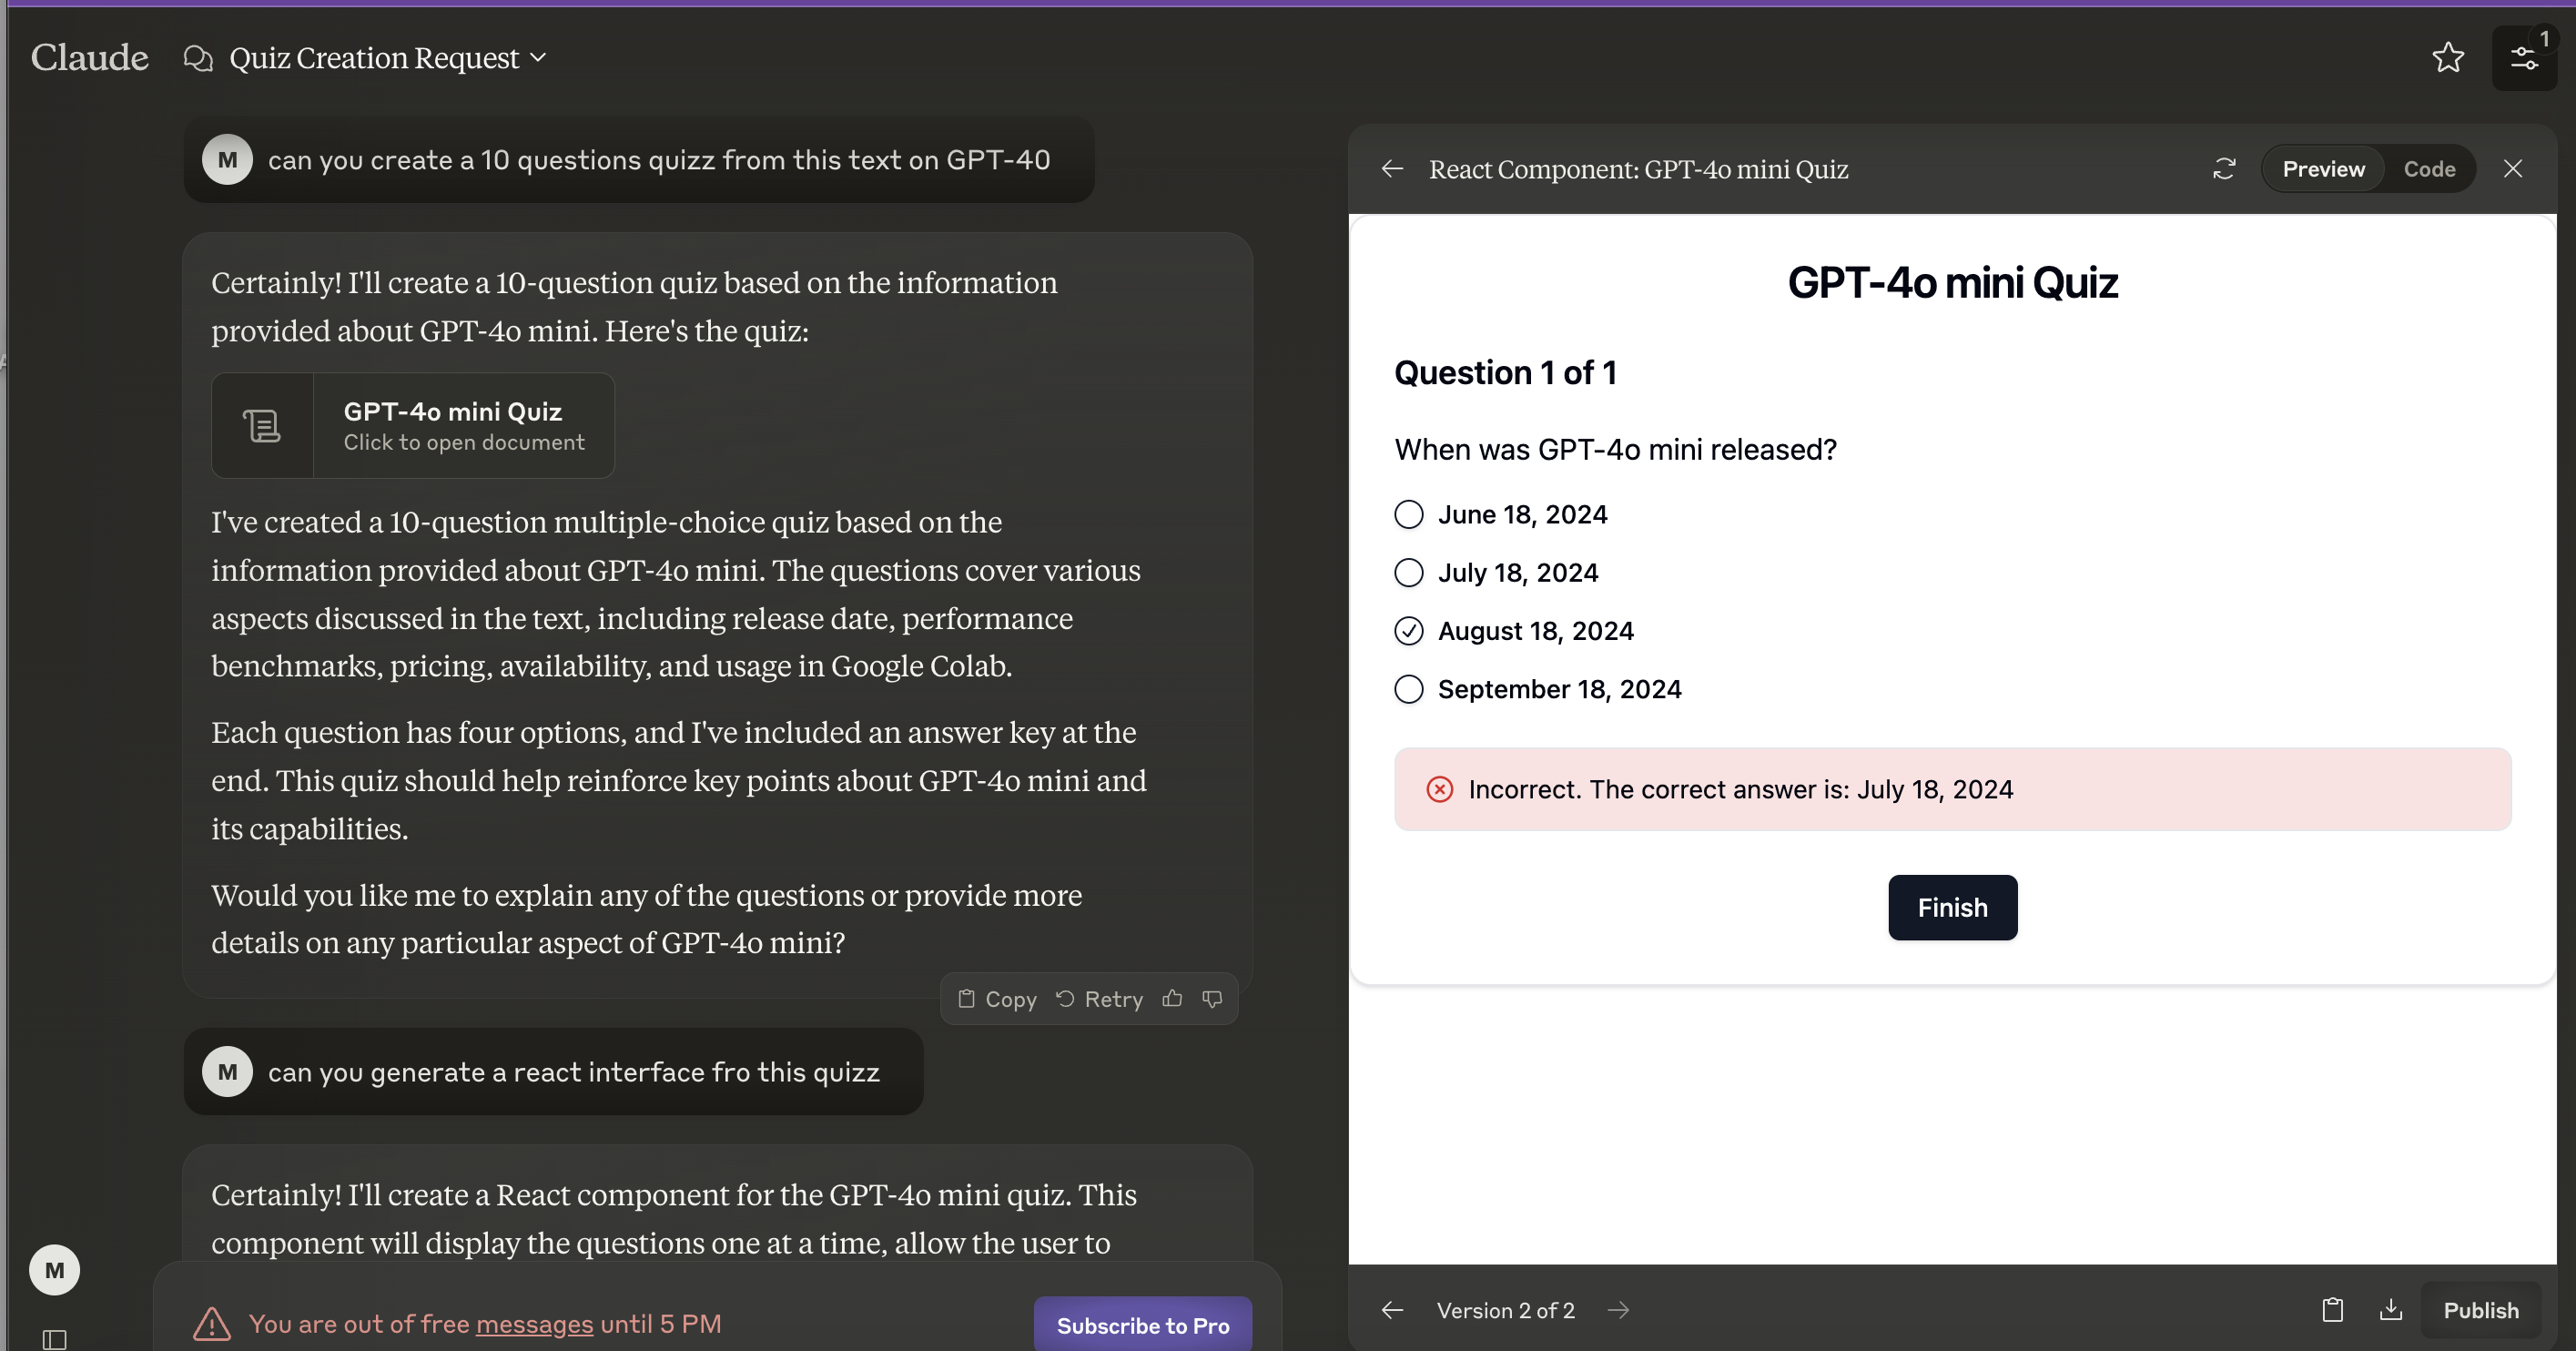 Claude
Quiz Creation Request
1
M
can you create a 10 questions quizz from this text on GPT-40
Certainly! I'll create a 10-question quiz based on the information
provided about GPT-4o mini. Here's the quiz:
GPT-4o mini Quiz
Click to open document
I've created a 10-question multiple-choice quiz based on the
information provided about GPT-4o mini. The questions cover various
aspects discussed in the text, including release date, performance
benchmarks, pricing, availability, and usage in Google Colab.
Each question has four options, and I've included an answer key at the
end. This quiz should help reinforce key points about GPT-4o mini and
its capabilities.
Would you like me to explain any of the questions or provide more
details on any particular aspect of GPT-4o mini?
Copy Retry
M
can you generate a react interface fro this quizz
Certainly! I'll create a React component for the GPT-4o mini quiz. This
component will display the questions one at a time, allow the user to
M
You are out of free messages until 5 PM
Subscribe to Pro
React Component: GPT-4o mini Quiz
Preview Code
GPT-4o mini Quiz
Question 1 of 1
When was GPT-4o mini released?
June 18, 2024
July 18, 2024
August 18, 2024
September 18, 2024
Incorrect. The correct answer is: July 18, 2024
Finish
Version 2 of 2
Publish